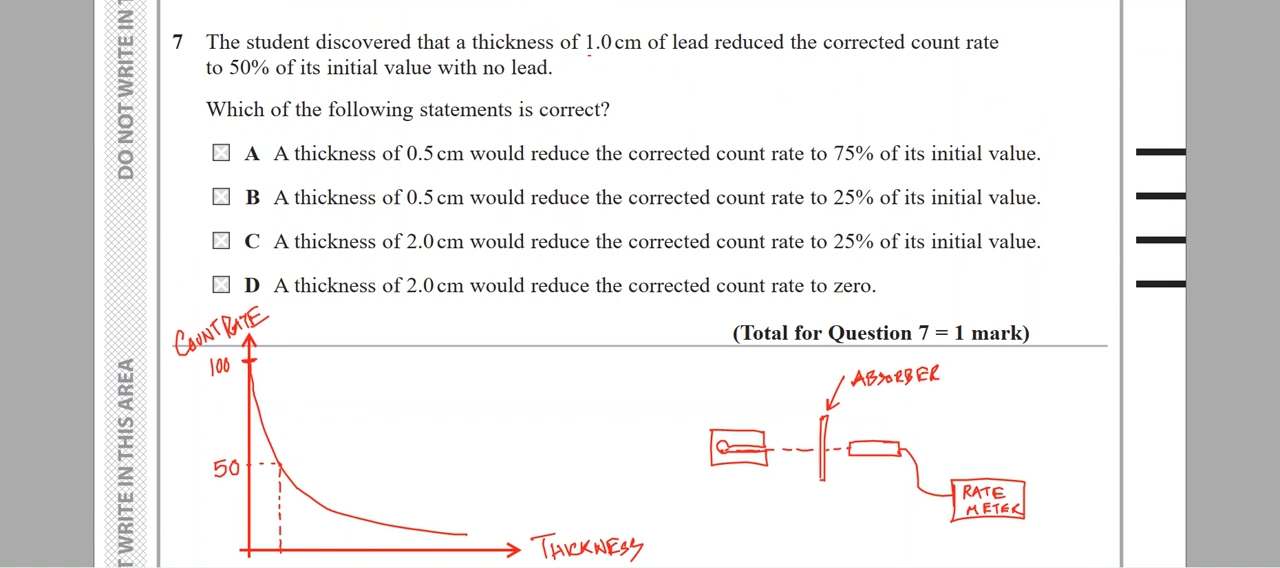 DO NOT WRITE IN T
7 The student discovered that a thickness of 1.0 cm of lead reduced the corrected count rate
to 50% of its initial value with no lead.
Which of the following statements is correct?
A A thickness of 0.5 cm would reduce the corrected count rate to 75% of its initial value.
B A thickness of 0.5 cm would reduce the corrected count rate to 25% of its initial value.
C A thickness of 2.0 cm would reduce the corrected count rate to 25% of its initial value.
D A thickness of 2.0 cm would reduce the corrected count rate to zero.
(Total for Question 7 = 1 mark)
T WRITE IN THIS AREA
COUNT RATE
100
50
THICKNESS
ABSORBER
RATE
METER